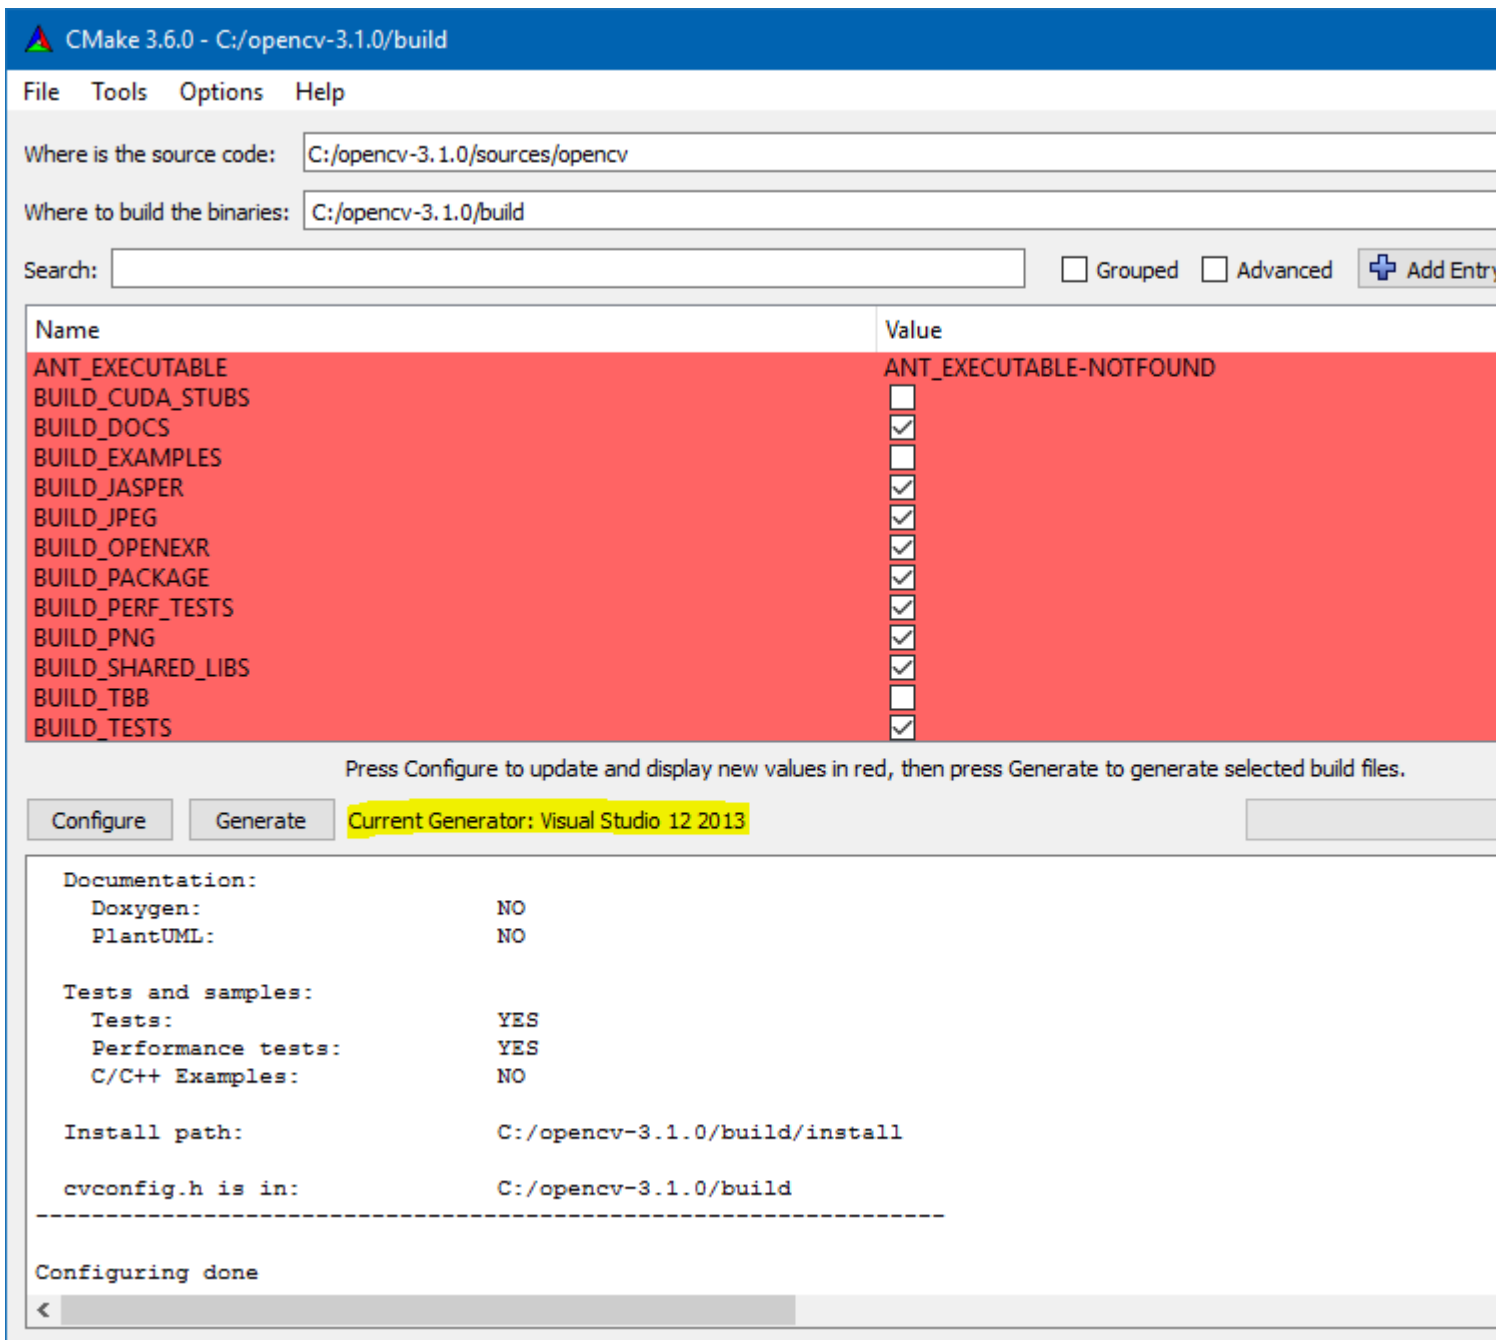 CMake 3.6.0 - C:/opencv-3.1.0/build
File Tools Options Help
Where is the source code: C:/opencv-3.1.0/sources/opencv
Where to build the binaries: C:/opencv-3.1.0/build
Search: Grouped Advanced Add Entry
Name Value
ANT_EXECUTABLE ANT_EXECUTABLE-NOTFOUND
BUILD_CUDA_STUBS
BUILD_DOCS
BUILD_EXAMPLES
BUILD_JASPER
BUILD_JPEG
BUILD_OPENEXR
BUILD_PACKAGE
BUILD_PERF_TESTS
BUILD_PNG
BUILD_SHARED_LIBS
BUILD_TBB
BUILD_TESTS
Press Configure to update and display new values in red, then press Generate to generate selected build files.
Configure Generate Current Generator: Visual Studio 12 2013
Documentation:
Doxygen: NO
PlantUML: NO
Tests and samples:
Tests: YES
Performance tests: YES
C/C++ Examples: NO
Install path: C:/opencv-3.1.0/build/install
cvconfig.h is in: C:/opencv-3.1.0/build
-----------------------------------------------------------------
Configuring done